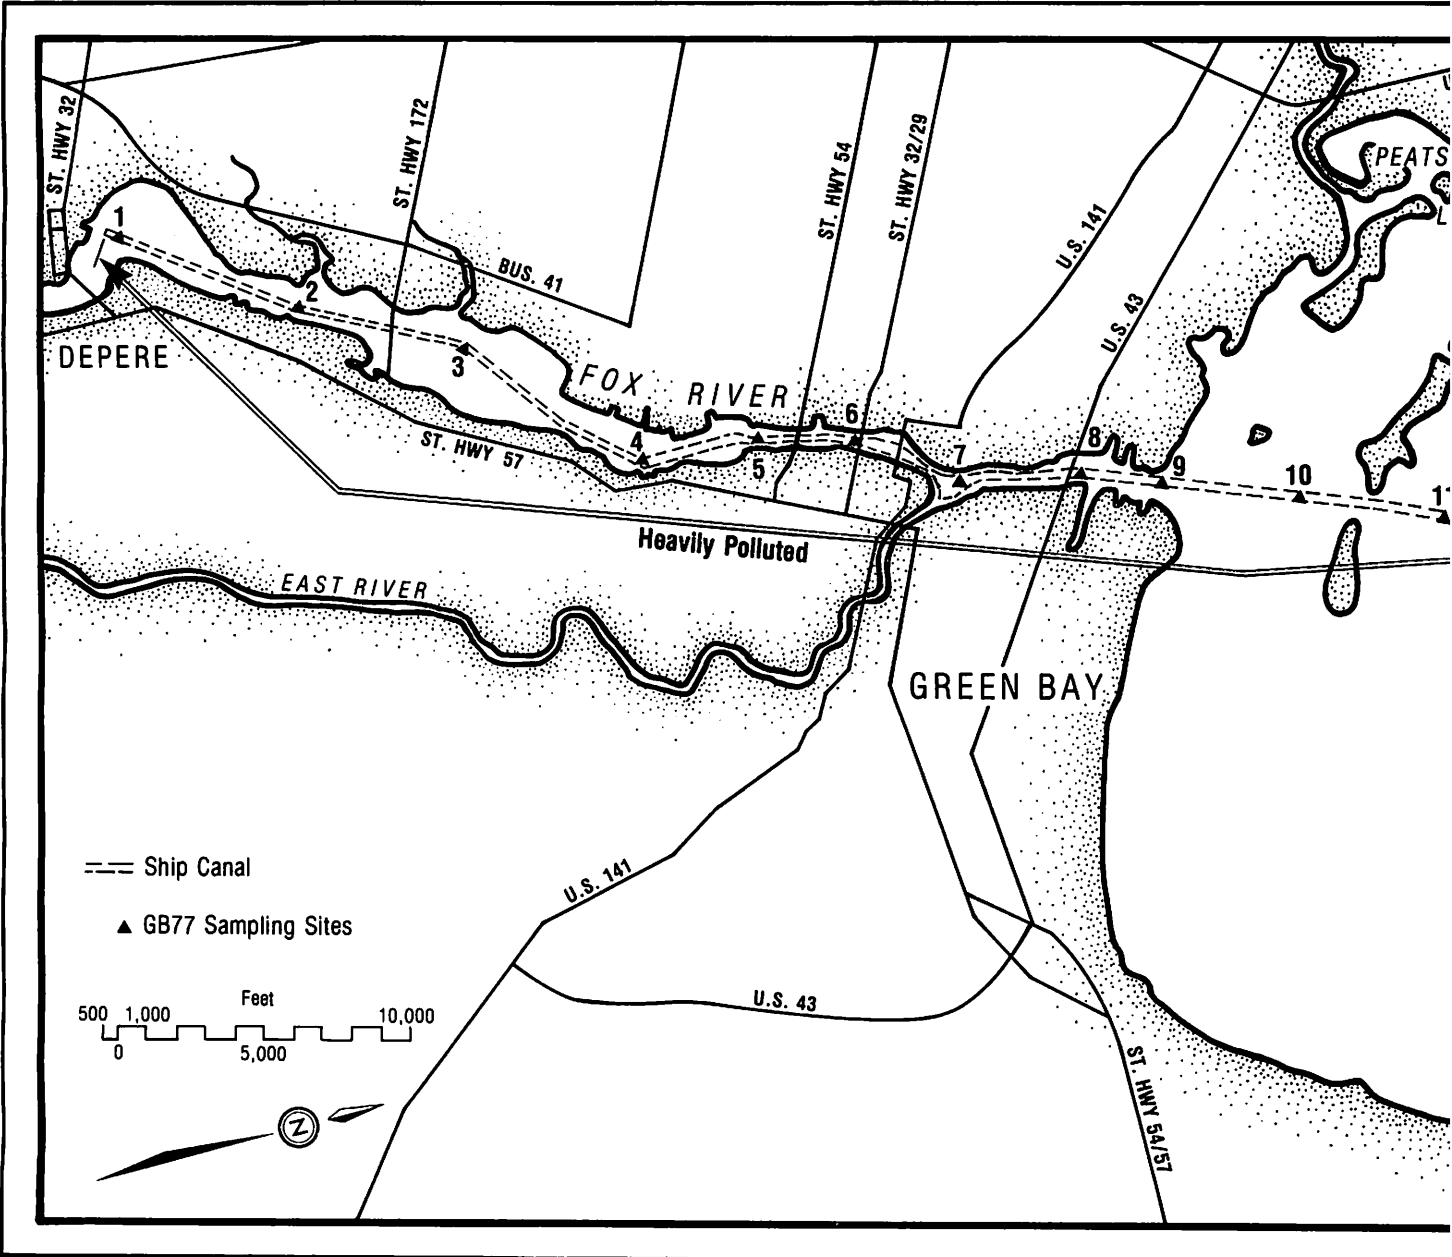 ST. HWY 32
ST. HWY 172
ST. HWY 54
ST. HWY 32/29
U.S. 141
U.S. 43
PEATS
L
BUS. 41
1
2
3
4
5
6
7
8
9
10
11
DEPERE
FOX RIVER
ST. HWY 57
Heavily Polluted
EAST RIVER
GREEN BAY
U.S. 141
U.S. 43
ST. HWY 54/57
Ship Canal
GB77 Sampling Sites
Feet
500 1,000 10,000
0 5,000
N